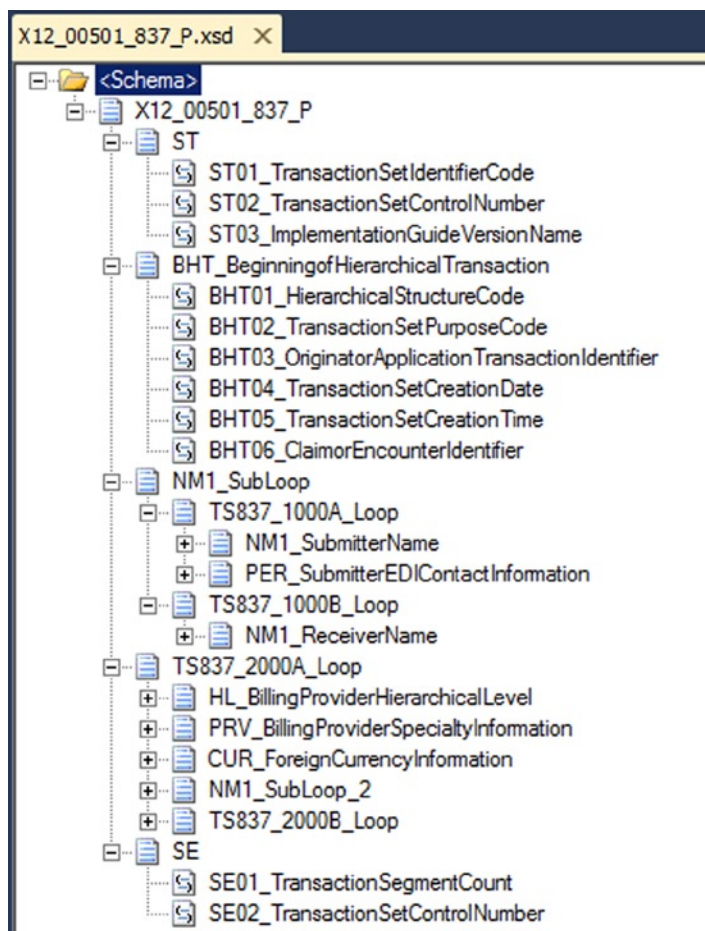 X12_00501_837_P.xsd
<Schema>
X12_00501_837_P
ST
ST01_TransactionSetIdentifierCode
ST02_TransactionSetControlNumber
ST03_ImplementationGuideVersionName
BHT_BeginningofHierarchicalTransaction
BHT01_HierarchicalStructureCode
BHT02_TransactionSetPurposeCode
BHT03_OriginatorApplicationTransactionIdentifier
BHT04_TransactionSetCreationDate
BHT05_TransactionSetCreationTime
BHT06_ClaimorEncounterIdentifier
NM1_SubLoop
TS837_1000A_Loop
NM1_SubmitterName
PER_SubmitterEDIContactInformation
TS837_1000B_Loop
NM1_ReceiverName
TS837_2000A_Loop
HL_BillingProviderHierarchicalLevel
PRV_BillingProviderSpecialtyInformation
CUR_ForeignCurrencyInformation
NM1_SubLoop_2
TS837_2000B_Loop
SE
SE01_TransactionSegmentCount
SE02_TransactionSetControlNumber